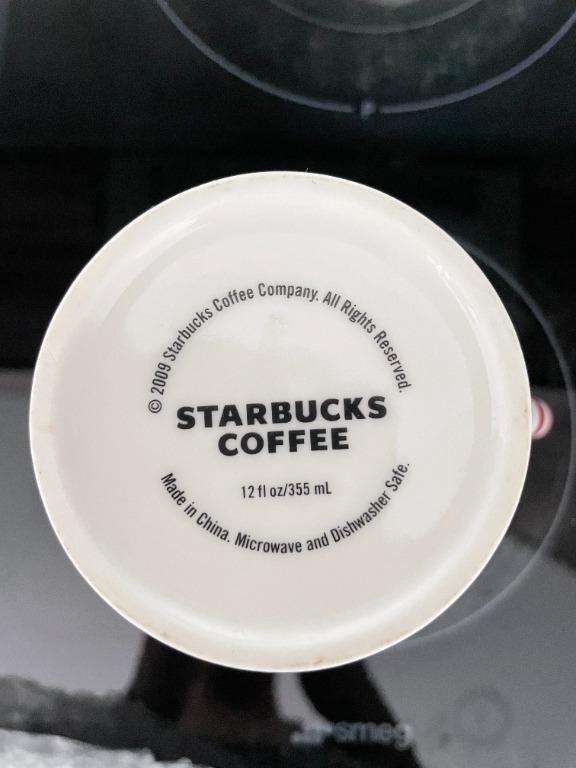 © 2009 Starbucks Coffee Company. All Rights Reserved.
STARBUCKS
COFFEE
12 fl oz/355 mL
Made in China. Microwave and Dishwasher Safe.
smeg